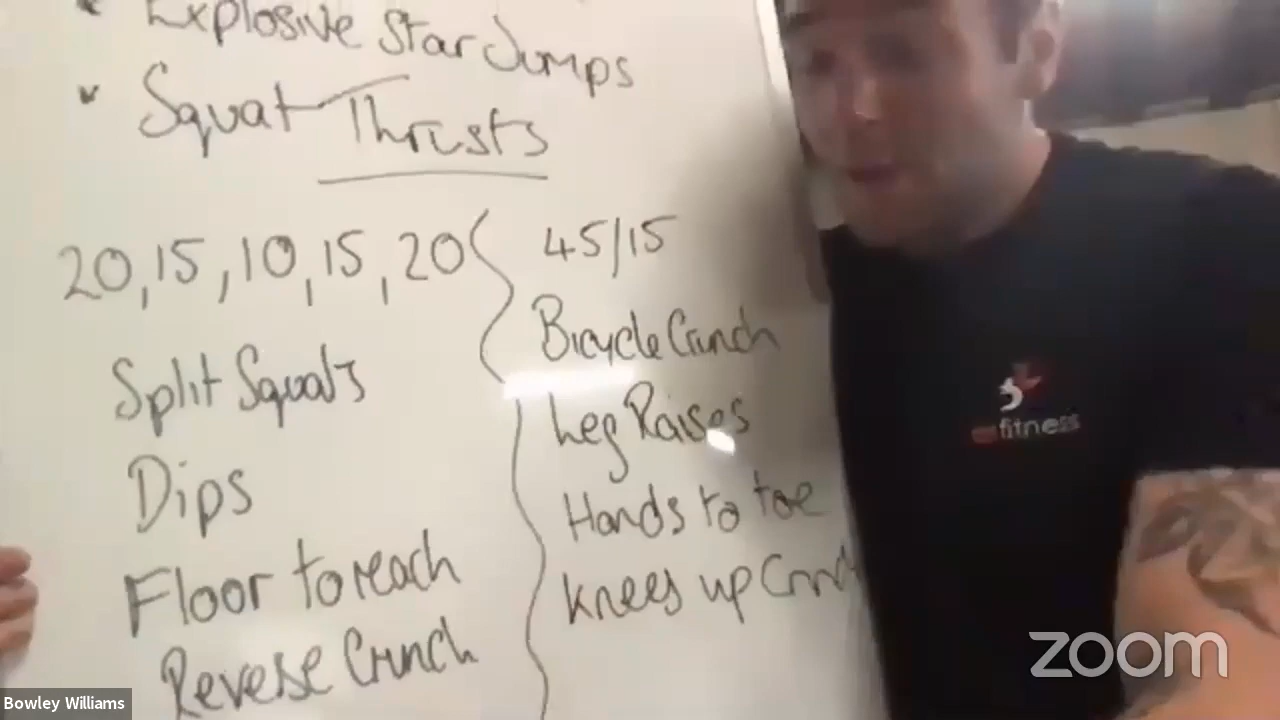 Explosive Star Jumps
Squat Thrusts
20, 15, 10, 15, 20
Split Squats
Dips
Floor to reach
Reverse Crunch
45/15
Bicycle Crunch
Leg Raises
Hands to toe
Knees up
fitness
zoom
Bowley Williams